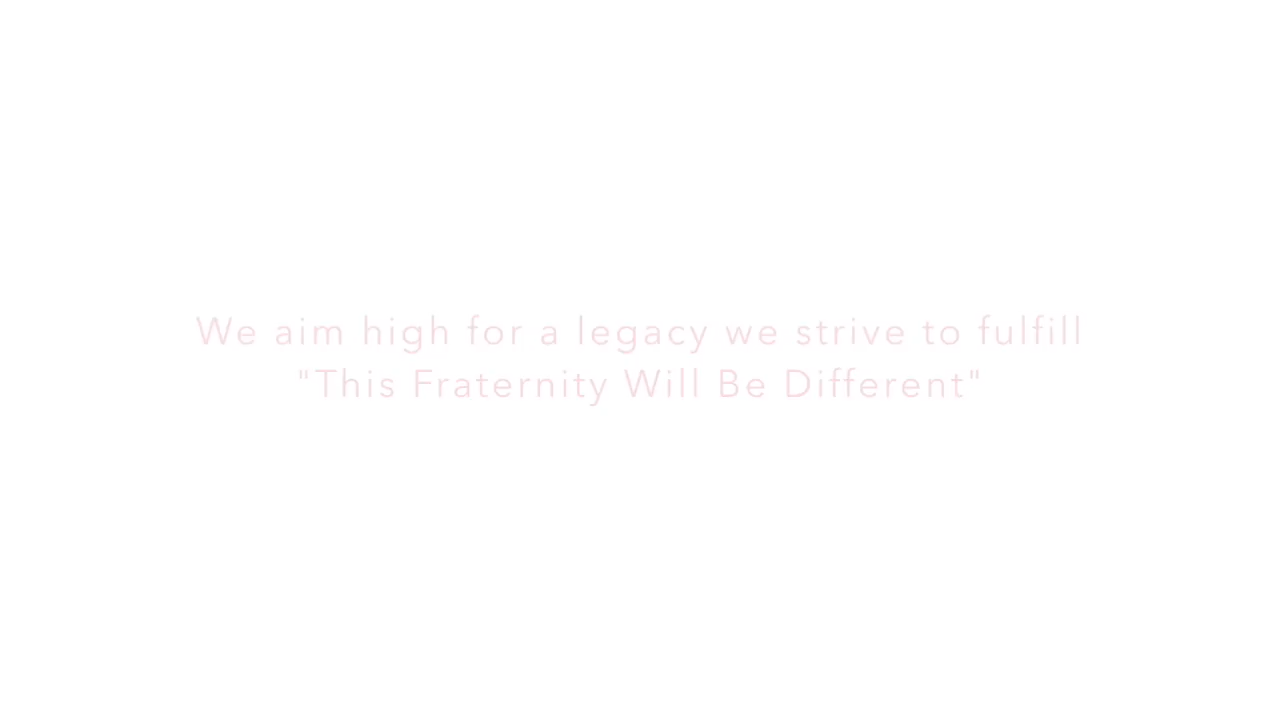 We aim high for a legacy we strive to fulfill
"This Fraternity Will Be Different"